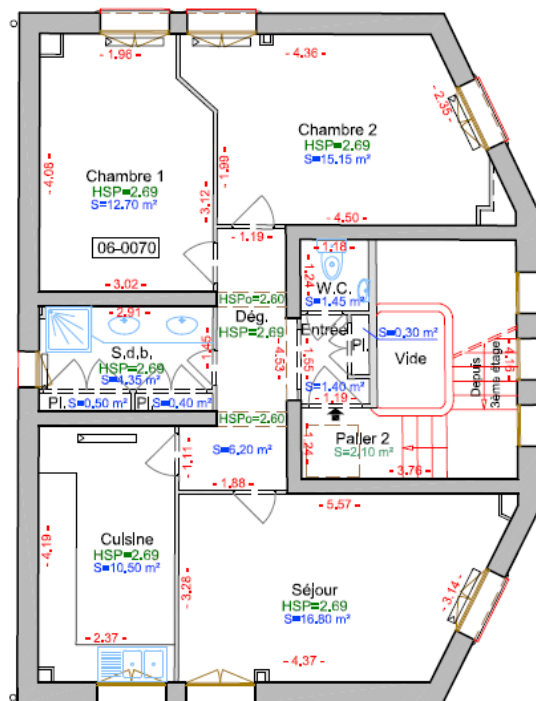 1.96
4.36
2.35
4.08
Chambre 1
HSP=2.69
S=12.70 m²
06-0070
3.02
3.12
1.99
Chambre 2
HSP=2.69
S=15.15 m²
4.50
1.19
1.18
1.24
W.C.
S=1.45 m²
HSPo=2.60
Dég.
HSP=2.69
4.53
2.91
S.d.b.
HSP=2.69
S=4.35 m²
1.45
Pl.
S=0.50 m²
Pl.
S=0.40 m²
Entrée
1.55
S=1.40 m²
1.19
Pl.
S=0.30 m²
Vide
Depuis
3ème étage
4.16
HSPo=2.60
S=6.20 m²
1.11
1.88
1.24
Palier 2
S=2.10 m²
3.76
4.19
Cuisine
HSP=2.69
S=10.50 m²
2.37
3.28
5.57
Séjour
HSP=2.69
S=16.80 m²
3.14
4.37